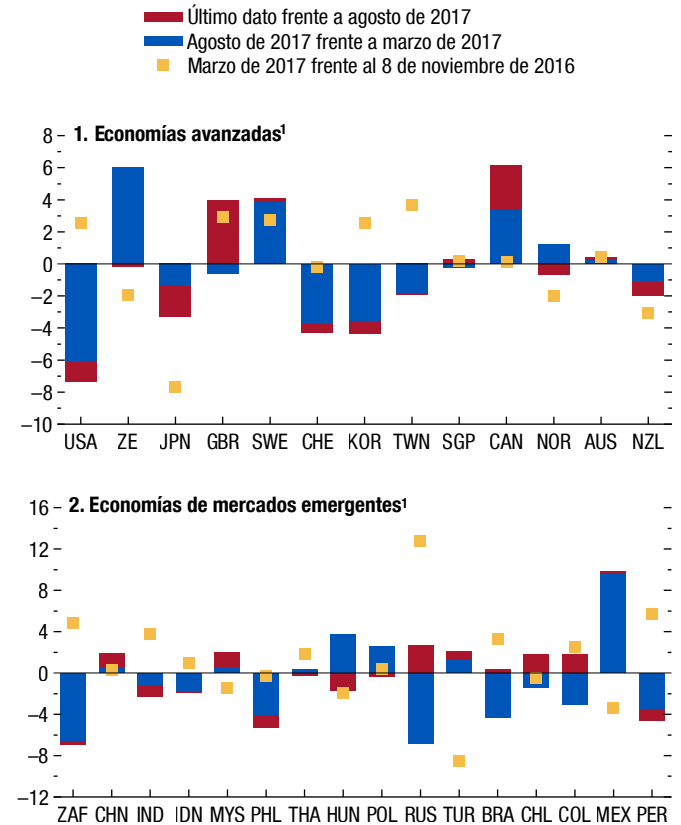 Último dato frente a agosto de 2017
Agosto de 2017 frente a marzo de 2017
Marzo de 2017 frente al 8 de noviembre de 2016
1. Economías avanzadas¹
8
6
4
2
0
–2
–4
–6
–8
–10
USA ZE JPN GBR SWE CHE KOR TWN SGP CAN NOR AUS NZL
2. Economías de mercados emergentes¹
16
12
8
4
0
–4
–8
–12
ZAF CHN IND IDN MYS PHL THA HUN POL RUS TUR BRA CHL COL MEX PER